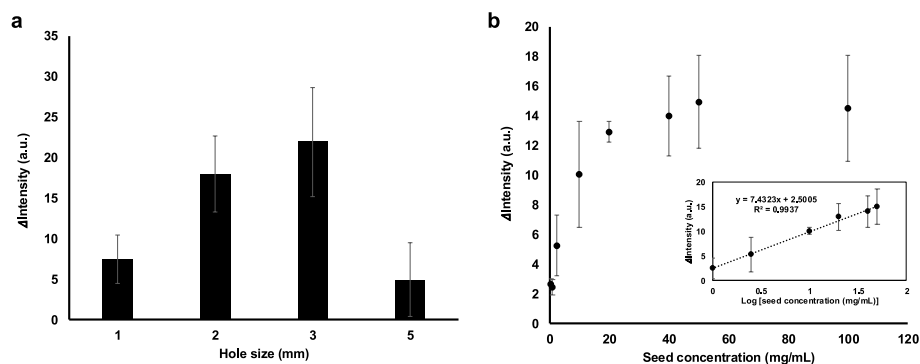 a
35
30
25
20
15
10
5
0
ΔIntensity (a.u.)
1 2 3 5
Hole size (mm)
b
20
18
16
14
12
10
8
6
4
2
0
ΔIntensity (a.u.)
0 20 40 60 80 100 120
Seed concentration (mg/mL)
20
15
10
5
0
ΔIntensity (a.u.)
y = 7.4323x + 2.5005
R² = 0.9937
0 0.5 1 1.5 2
Log [seed concentration (mg/mL)]